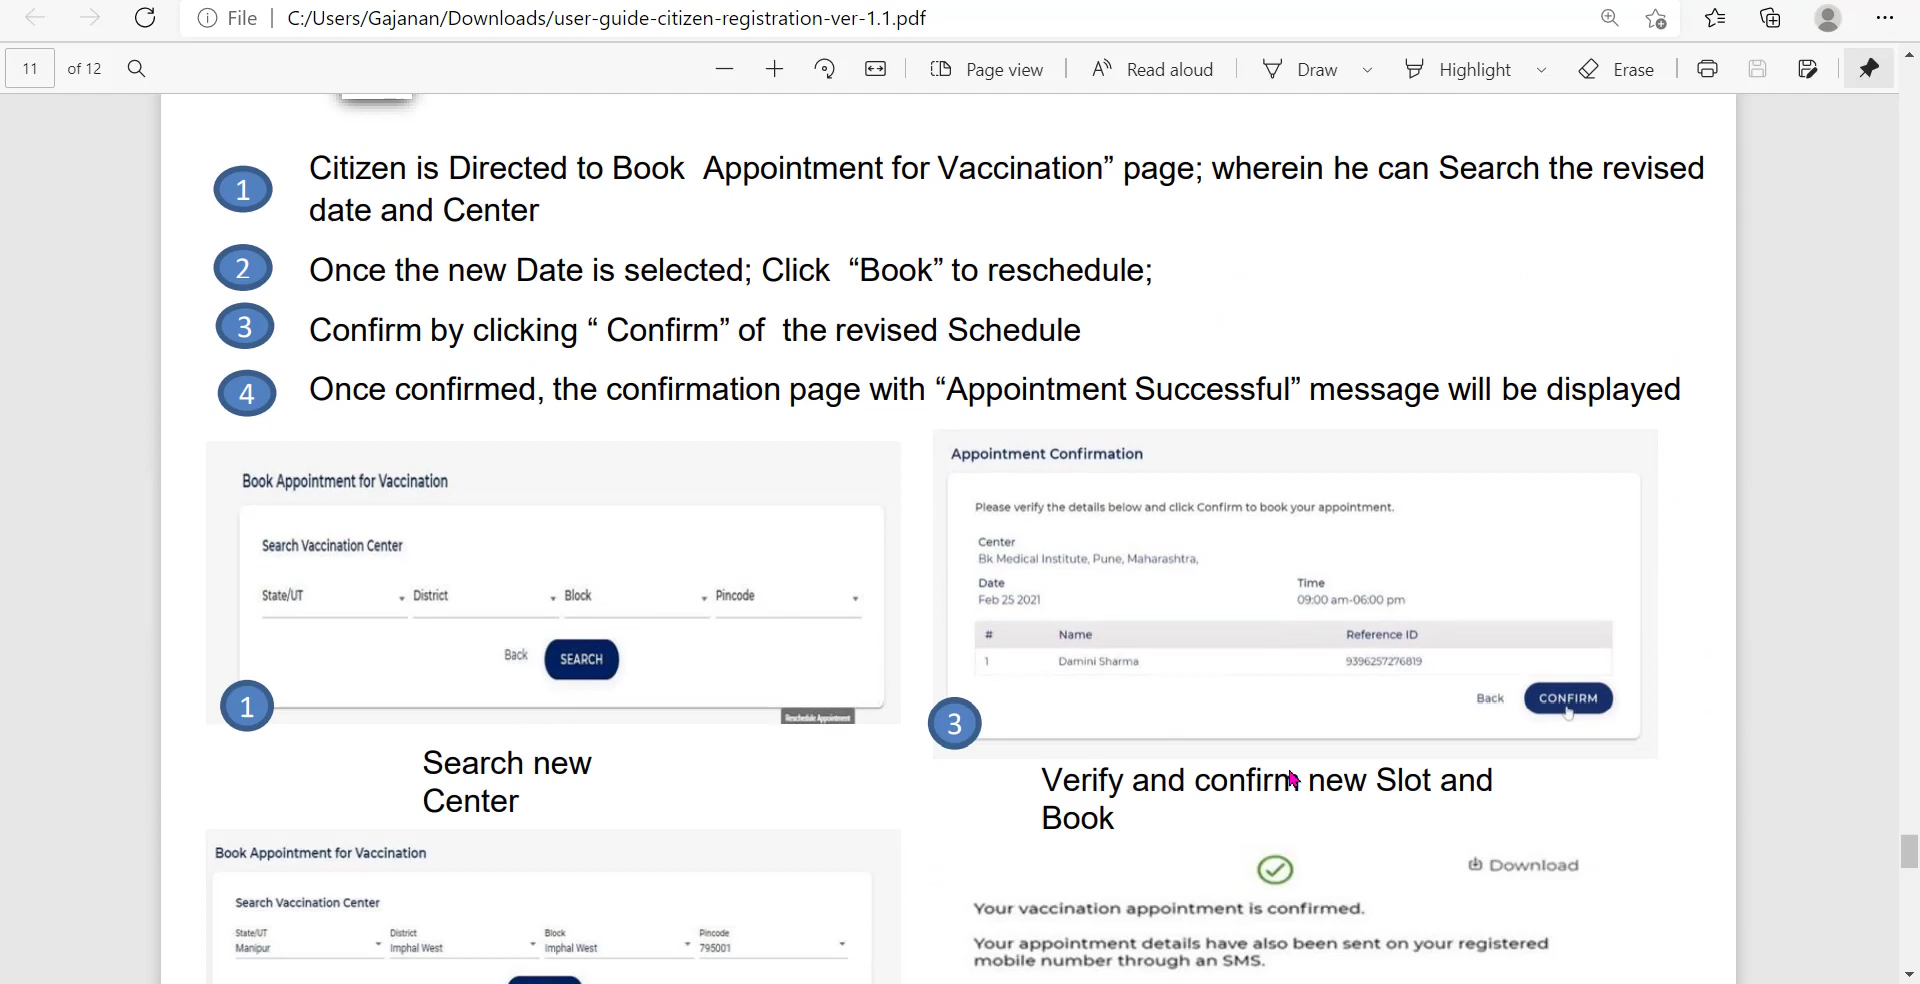 File
C:/Users/Gajanan/Downloads/user-guide-citizen-registration-ver-1.1.pdf
11 of 12
Page view
Read aloud
Draw
Highlight
Erase
1 Citizen is Directed to Book Appointment for Vaccination” page; wherein he can Search the revised
date and Center
2 Once the new Date is selected; Click “Book” to reschedule;
3 Confirm by clicking “ Confirm” of the revised Schedule
4 Once confirmed, the confirmation page with “Appointment Successful” message will be displayed
Book Appointment for Vaccination
Search Vaccination Center
State/UT District Block Pincode
Back SEARCH
1
Reschedule Appointment
Search new
Center
Appointment Confirmation
Please verify the details below and click Confirm to book your appointment.
Center
Bk Medical Institute, Pune, Maharashtra,
Date Time
Feb 25 2021 09:00 am-06:00 pm
# Name Reference ID
1 Damini Sharma 9396257276819
Back CONFIRM
3
Verify and confirm new Slot and
Book
Book Appointment for Vaccination
Search Vaccination Center
State/UT District Block Pincode
Manipur Imphal West Imphal West 795001
Download
Your vaccination appointment is confirmed.
Your appointment details have also been sent on your registered
mobile number through an SMS.